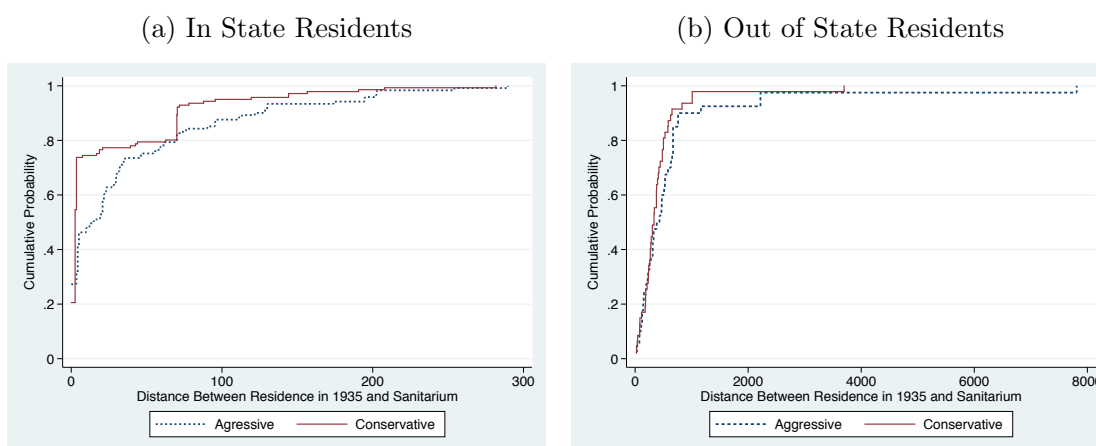 (a) In State Residents
(b) Out of State Residents
Cumulative Probability
1
.8
.6
.4
.2
0
0 100 200 300
Distance Between Residence in 1935 and Sanitarium
Agressive Conservative
Cumulative Probability
1
.8
.6
.4
.2
0
0 2000 4000 6000 8000
Distance Between Residence in 1935 and Sanitarium
Aggressive Conservative